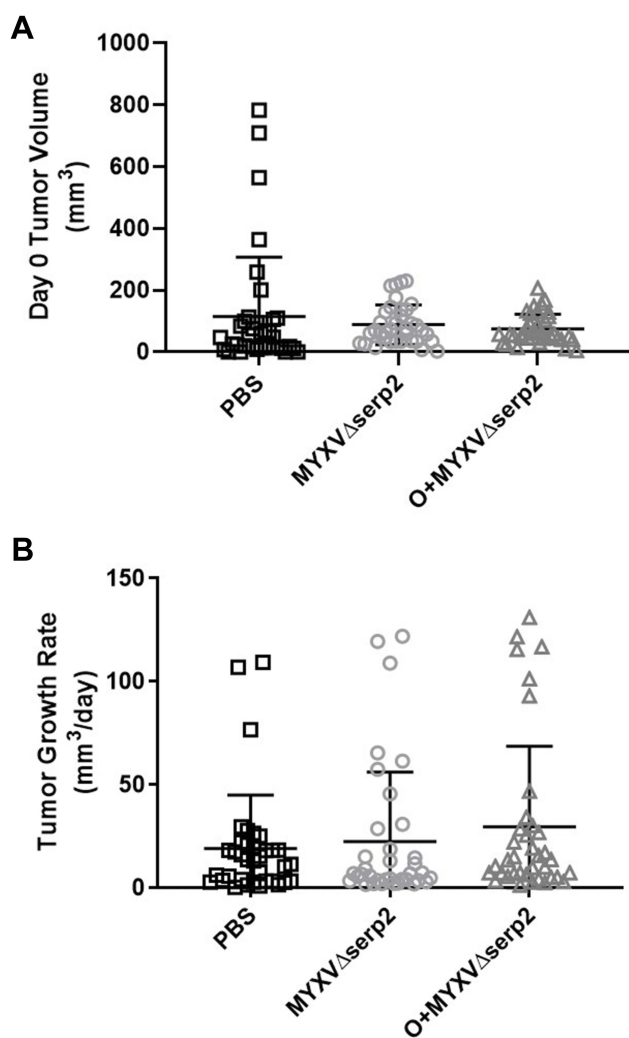 A
Day 0 Tumor Volume
(mm³)
1000
800
600
400
200
0
PBS
MYXVΔserp2
O+MYXVΔserp2
B
Tumor Growth Rate
(mm³/day)
150
100
50
0
PBS
MYXVΔserp2
O+MYXVΔserp2